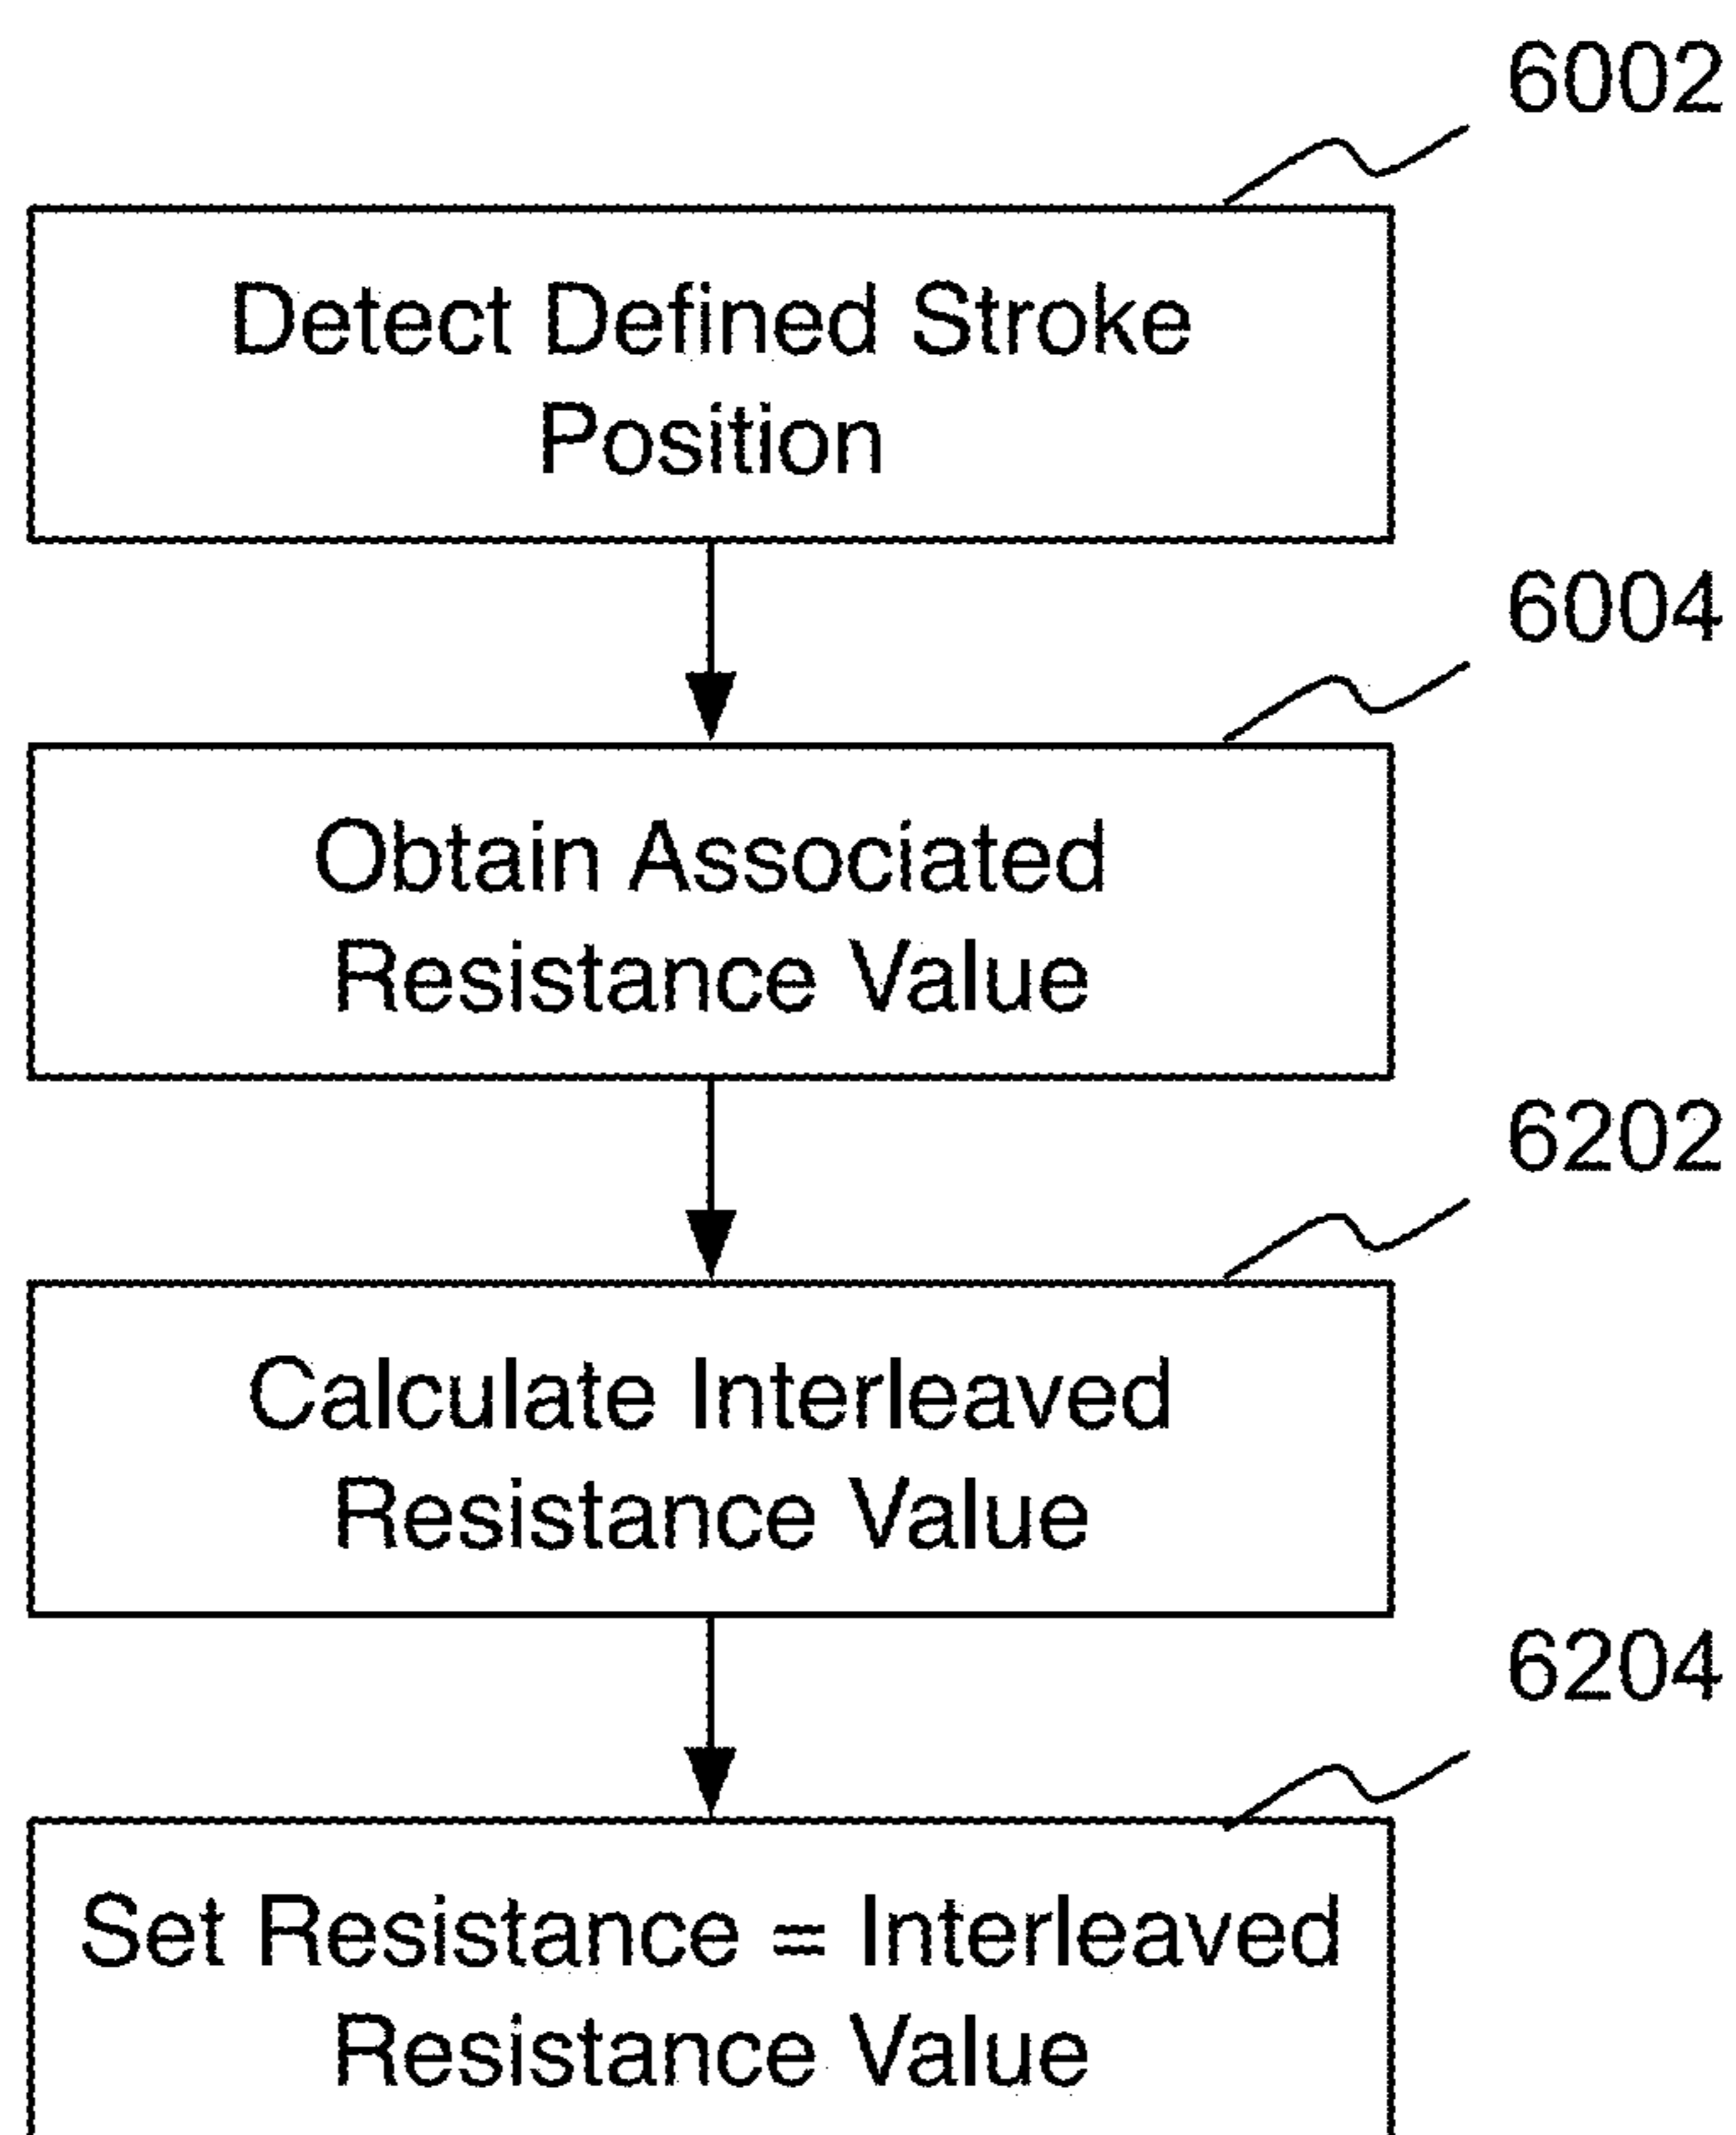 6002
Detect Defined Stroke
Position
6004
Obtain Associated
Resistance Value
6202
Calculate Interleaved
Resistance Value
6204
Set Resistance = Interleaved
Resistance Value